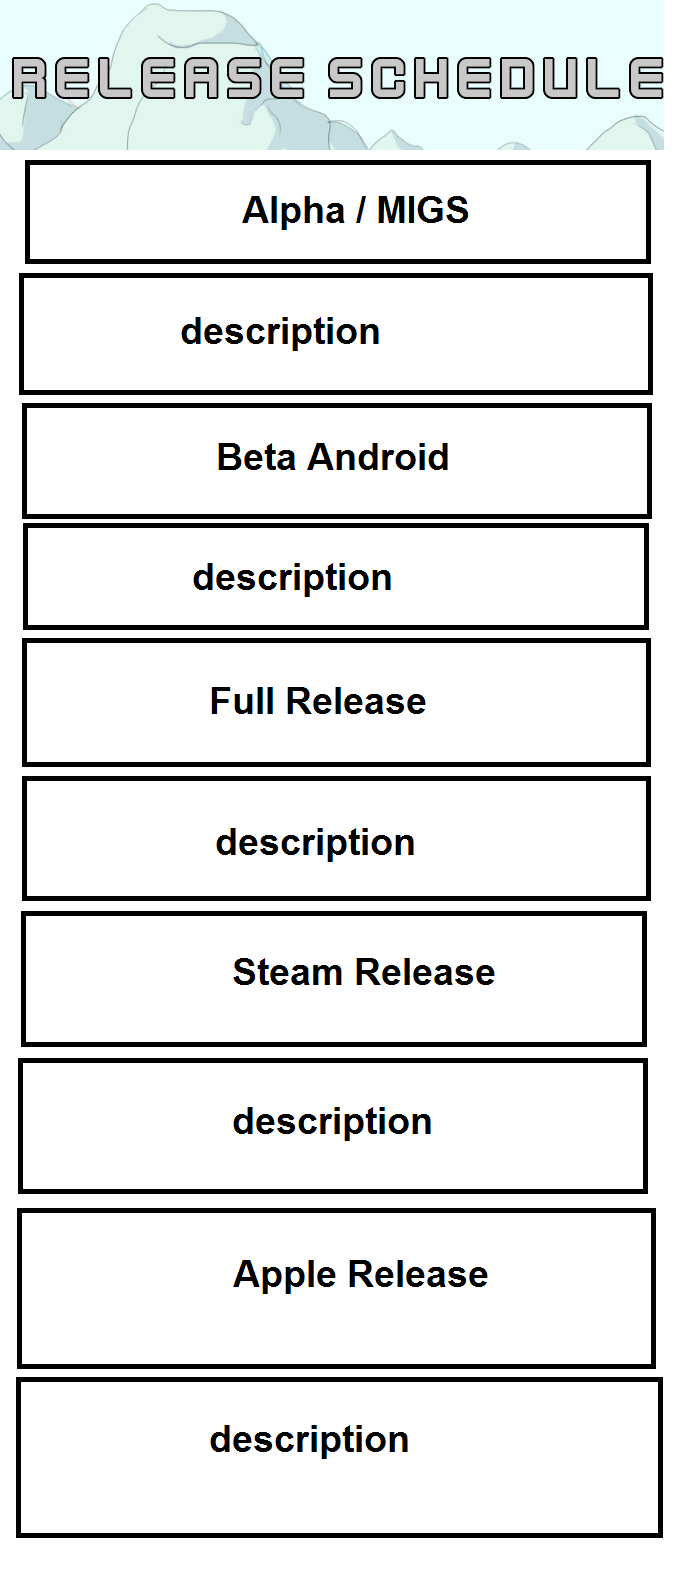 RELEASE SCHEDULE
Alpha / MIGS
description
Beta Android
description
Full Release
description
Steam Release
description
Apple Release
description